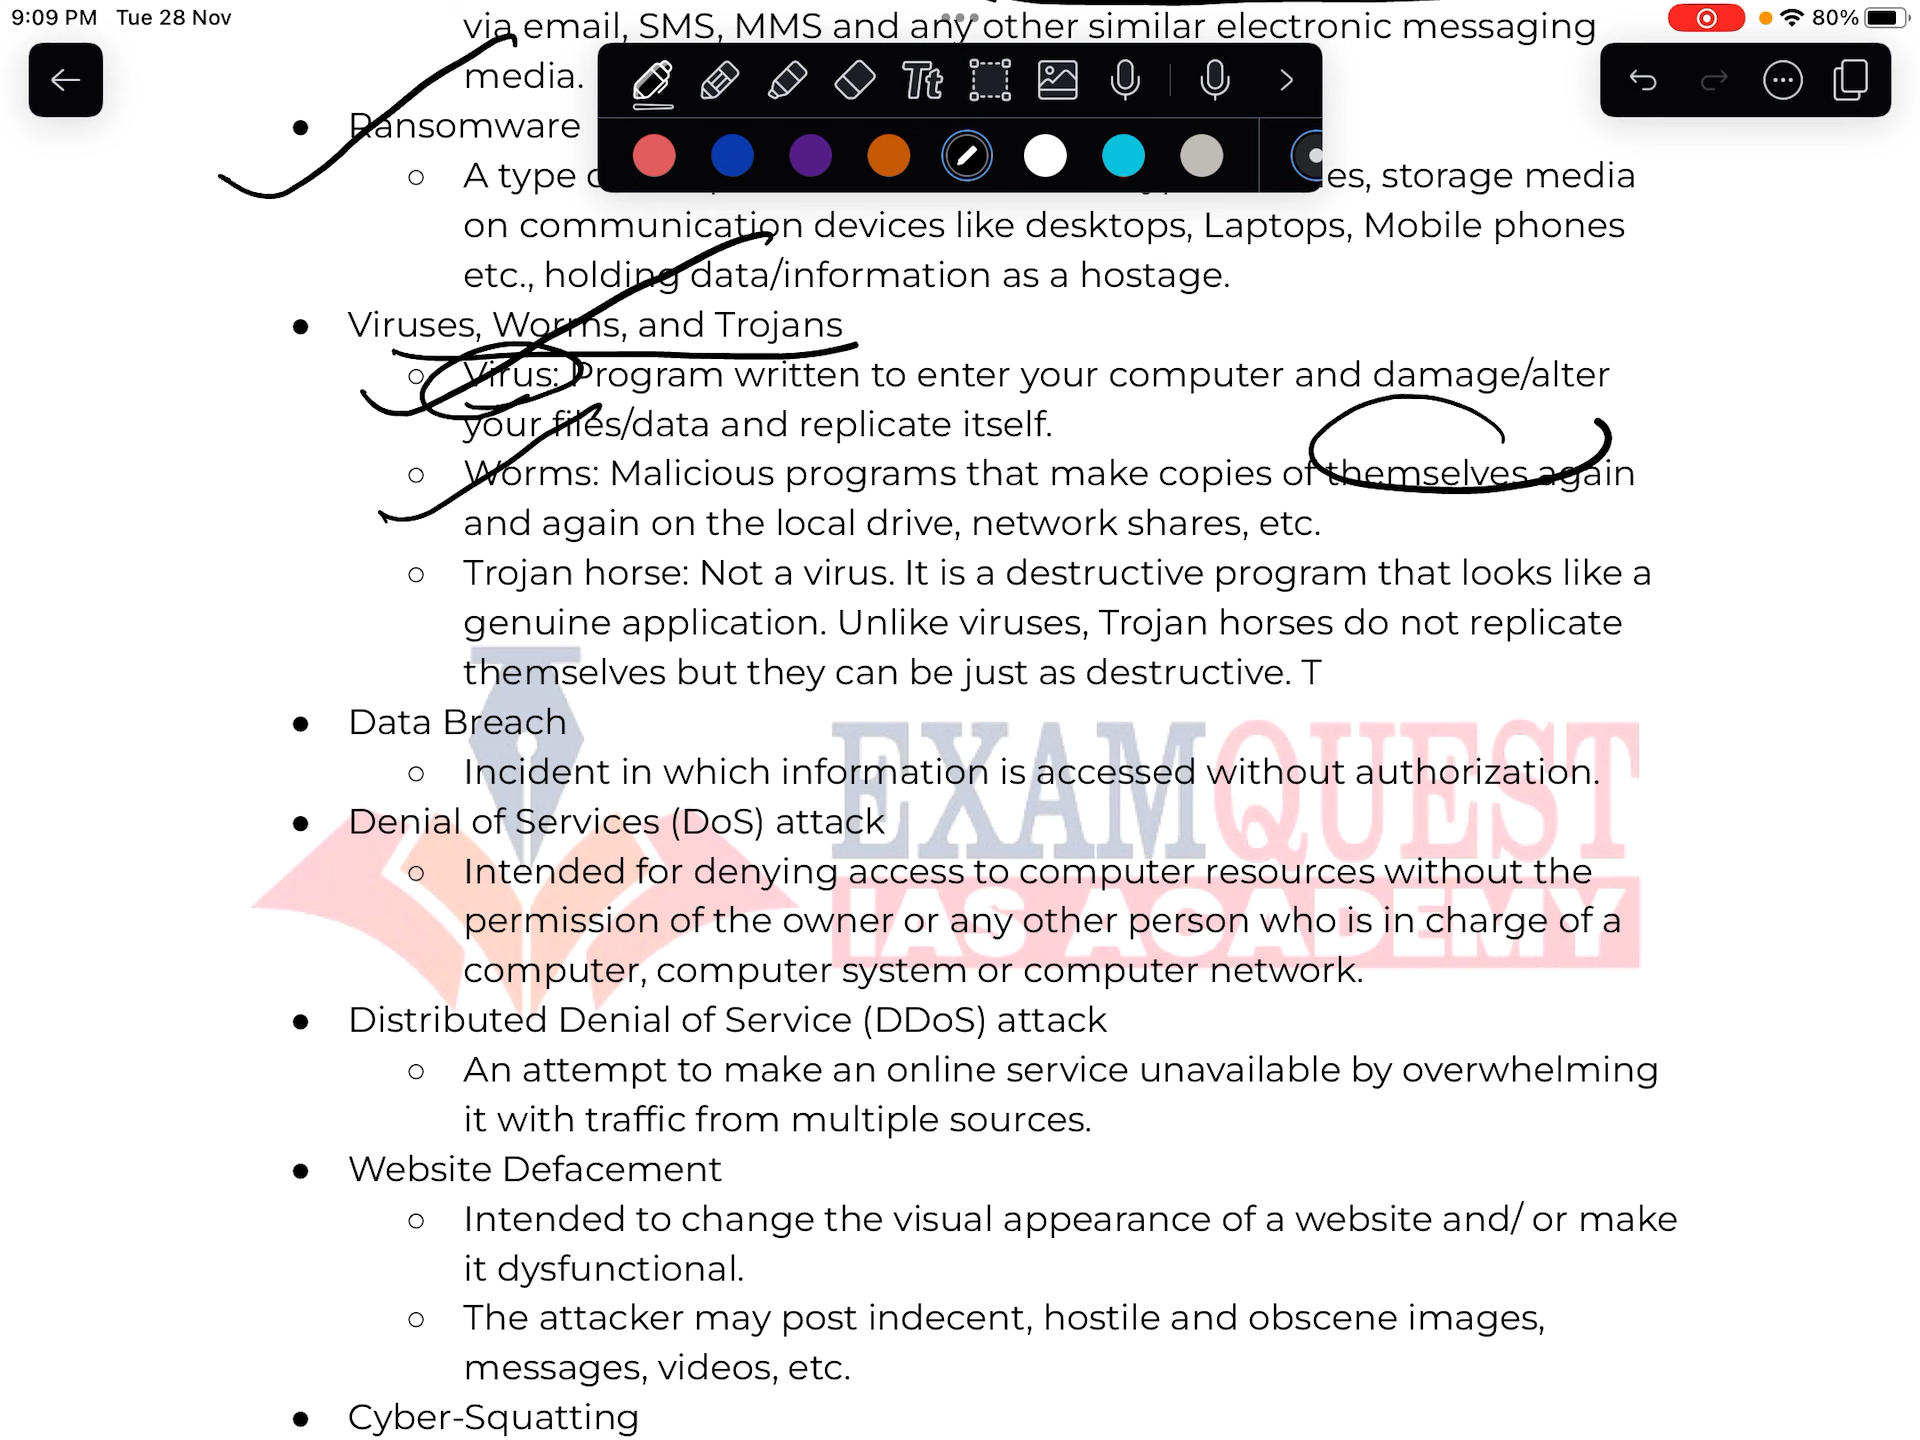 9:09 PM Tue 28 Nov
80%
via email, SMS, MMS and any other similar electronic messaging
media.
Tt
● Ransomware
○ A type es, storage media
on communication devices like desktops, Laptops, Mobile phones
etc., holding data/information as a hostage.
● Viruses, Worms, and Trojans
○ Virus: Program written to enter your computer and damage/alter
your files/data and replicate itself.
○ Worms: Malicious programs that make copies of themselves again
and again on the local drive, network shares, etc.
○ Trojan horse: Not a virus. It is a destructive program that looks like a
genuine application. Unlike viruses, Trojan horses do not replicate
themselves but they can be just as destructive. T
● Data Breach
○ Incident in which information is accessed without authorization.
● Denial of Services (DoS) attack
○ Intended for denying access to computer resources without the
permission of the owner or any other person who is in charge of a
computer, computer system or computer network.
● Distributed Denial of Service (DDoS) attack
○ An attempt to make an online service unavailable by overwhelming
it with traffic from multiple sources.
● Website Defacement
○ Intended to change the visual appearance of a website and/ or make
it dysfunctional.
○ The attacker may post indecent, hostile and obscene images,
messages, videos, etc.
● Cyber-Squatting
EXAMQUEST
IAS ACADEMY